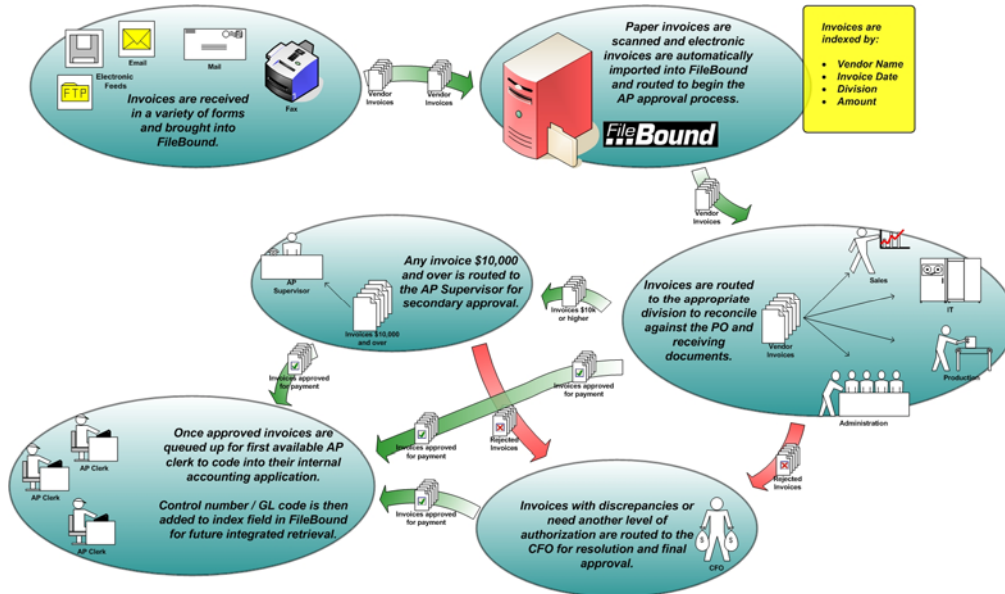 Electronic
Feeds
Email
Mail
FTP
Fax
Invoices are received
in a variety of forms
and brought into
FileBound.
Vendor
Invoices
Vendor
Invoices
Paper invoices are
scanned and electronic
invoices are automatically
imported into FileBound
and routed to begin the
AP approval process.
FileBound
Invoices are
indexed by:
• Vendor Name
• Invoice Date
• Division
• Amount
Vendor
Invoices
Invoices are routed
to the appropriate
division to reconcile
against the PO and
receiving
documents.
Vendor
Invoices
Sales
IT
Production
Administration
Invoices $10k
or higher
Any invoice $10,000
and over is routed to
the AP Supervisor for
secondary approval.
AP
Supervisor
Invoices $10,000
and over
Invoices approved
for payment
Invoices approved
for payment
Invoices approved
for payment
Rejected
Invoices
Rejected
Invoices
Once approved invoices are
queued up for first available AP
clerk to code into their internal
accounting application.
Control number / GL code is then
added to index field in FileBound
for future integrated retrieval.
AP Clerk
AP Clerk
AP Clerk
Invoices approved
for payment
Invoices with discrepancies or
need another level of
authorization are routed to the
CFO for resolution and final
approval.
$ $
CFO